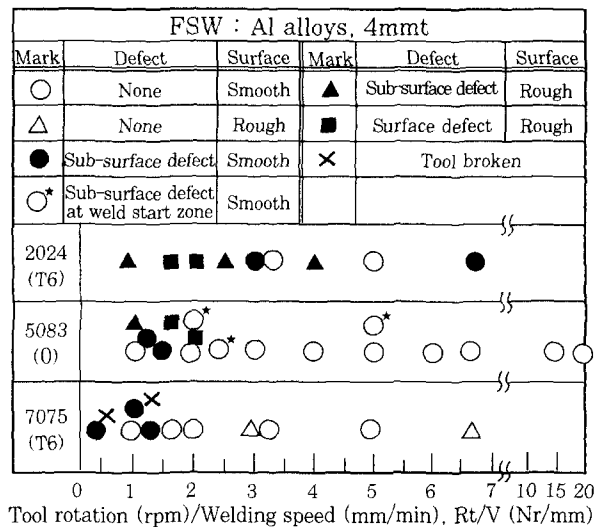 FSW : Al alloys, 4mmt
Mark Defect Surface Mark Defect Surface
○ None Smooth ▲ Sub-surface defect Rough
△ None Rough ■ Surface defect Rough
● Sub-surface defect Smooth × Tool broken
○★ Sub-surface defect at weld start zone Smooth
2024
(T6)
5083
(O)
7075
(T6)
0 1 2 3 4 5 6 7 10 15 20
Tool rotation (rpm)/Welding speed (mm/min), Rt/V (Nr/mm)